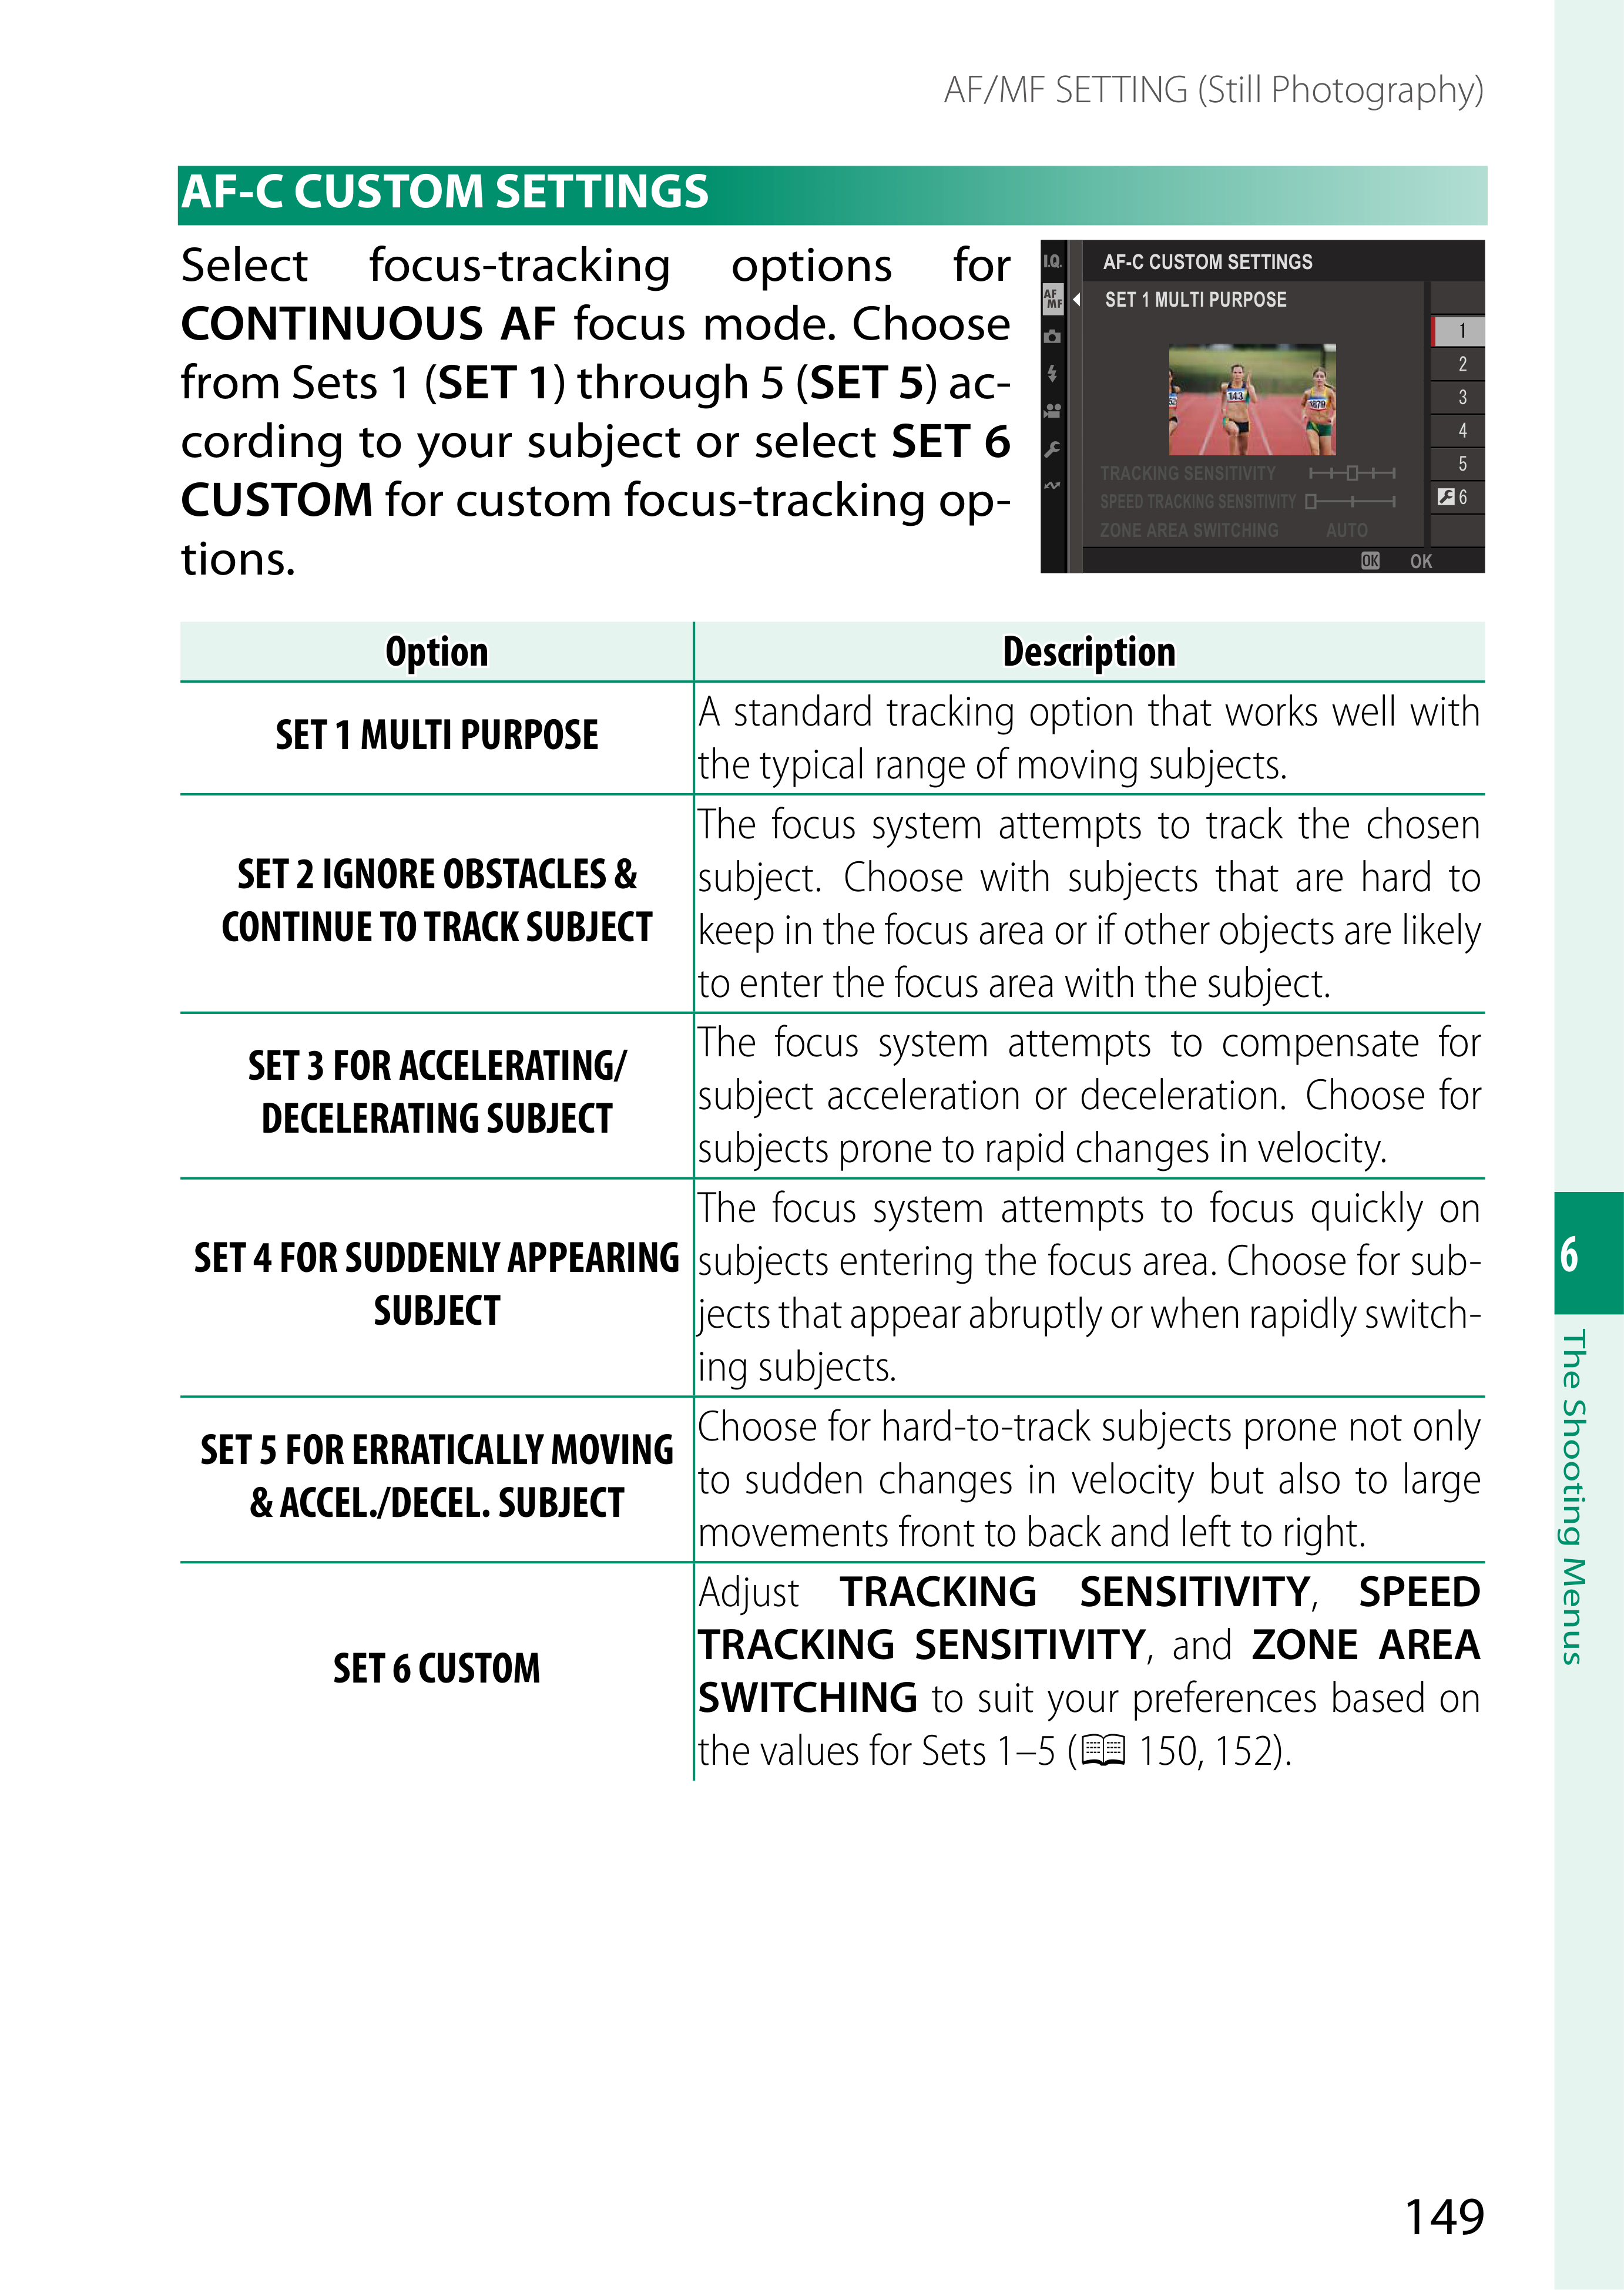 AF/MF SETTING (Still Photography)
AF-C CUSTOM SETTINGS
Select focus-tracking options for
CONTINUOUS AF focus mode. Choose
from Sets 1 (SET 1) through 5 (SET 5) ac-
cording to your subject or select SET 6
CUSTOM for custom focus-tracking op-
tions.
I.Q.
AF
MF
AF-C CUSTOM SETTINGS
SET 1 MULTI PURPOSE
143
TRACKING SENSITIVITY
SPEED TRACKING SENSITIVITY
ZONE AREA SWITCHING AUTO
1
2
3
4
5
6
OK OK
Option Description
SET 1 MULTI PURPOSE
A standard tracking option that works well with
the typical range of moving subjects.
SET 2 IGNORE OBSTACLES &
CONTINUE TO TRACK SUBJECT
The focus system attempts to track the chosen
subject. Choose with subjects that are hard to
keep in the focus area or if other objects are likely
to enter the focus area with the subject.
SET 3 FOR ACCELERATING/
DECELERATING SUBJECT
The focus system attempts to compensate for
subject acceleration or deceleration. Choose for
subjects prone to rapid changes in velocity.
SET 4 FOR SUDDENLY APPEARING
SUBJECT
The focus system attempts to focus quickly on
subjects entering the focus area. Choose for sub-
jects that appear abruptly or when rapidly switch-
ing subjects.
SET 5 FOR ERRATICALLY MOVING
& ACCEL./DECEL. SUBJECT
Choose for hard-to-track subjects prone not only
to sudden changes in velocity but also to large
movements front to back and left to right.
SET 6 CUSTOM
Adjust TRACKING SENSITIVITY, SPEED
TRACKING SENSITIVITY, and ZONE AREA
SWITCHING to suit your preferences based on
the values for Sets 1–5 (📖 150, 152).
6
The Shooting Menus
149